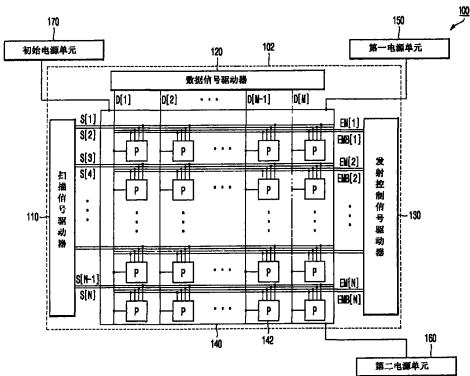 100
170
150
初始电源单元
120
102
第一电源单元
数据信号驱动器
D[1]
D[2]
• • •
D[M-1]
D[M]
S[1]
EM[1]
S[2]
EMB[1]
P P • • • P P
S[3]
EM[2]
S[4]
EMB[2]
P P • • • P P
110
扫描信号驱动器
发射控制信号驱动器
130
P P • • • P P
S[N-1]
EM[N]
S[N]
EMB[N]
P P • • • P P
140
142
160
第二电源单元